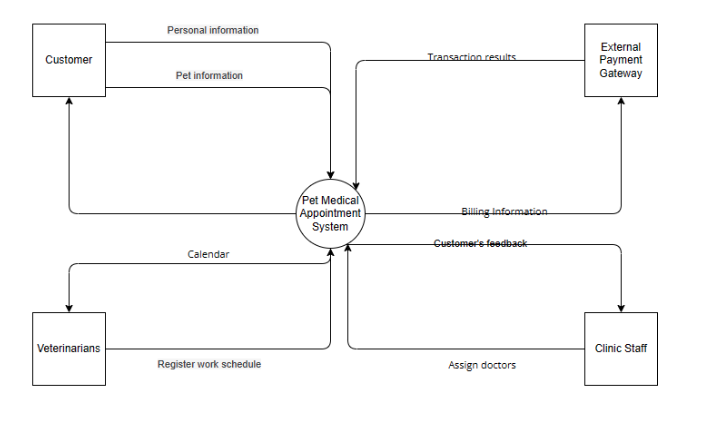 Personal information
Customer
Pet information
Transaction results
External
Payment
Gateway
Pet Medical
Appointment
System
Billing Information
Calendar
Customer's feedback
Veterinarians
Register work schedule
Clinic Staff
Assign doctors